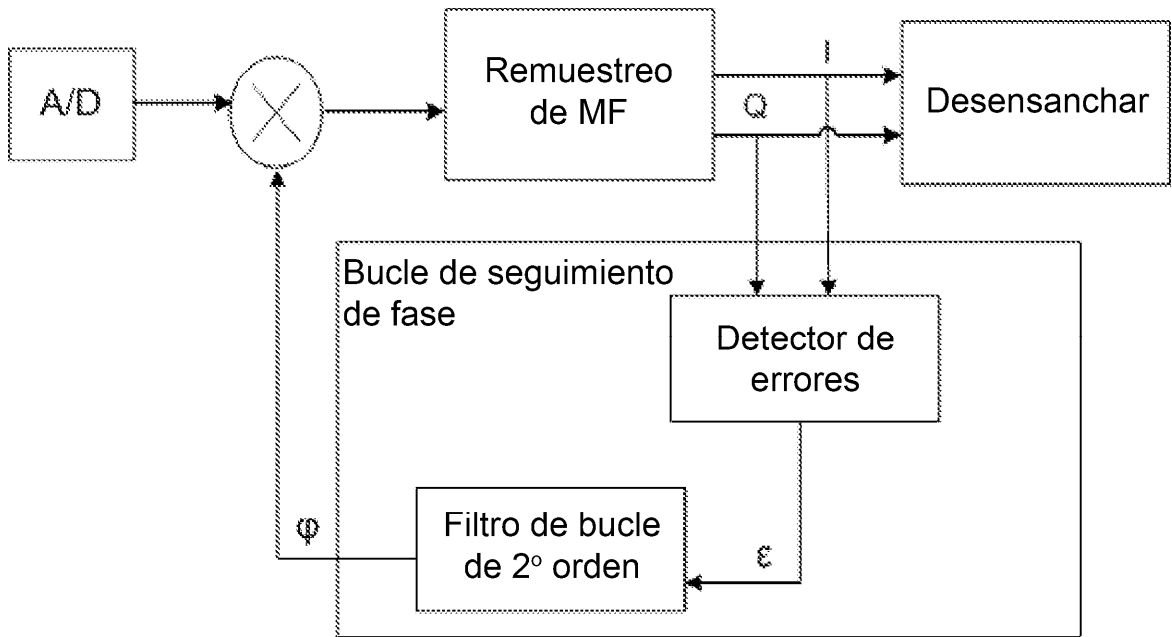 A/D
Remuestreo
de MF
I
Q
Desensanchar
Bucle de seguimiento
de fase
Detector de
errores
φ
Filtro de bucle
de 2º orden
ε